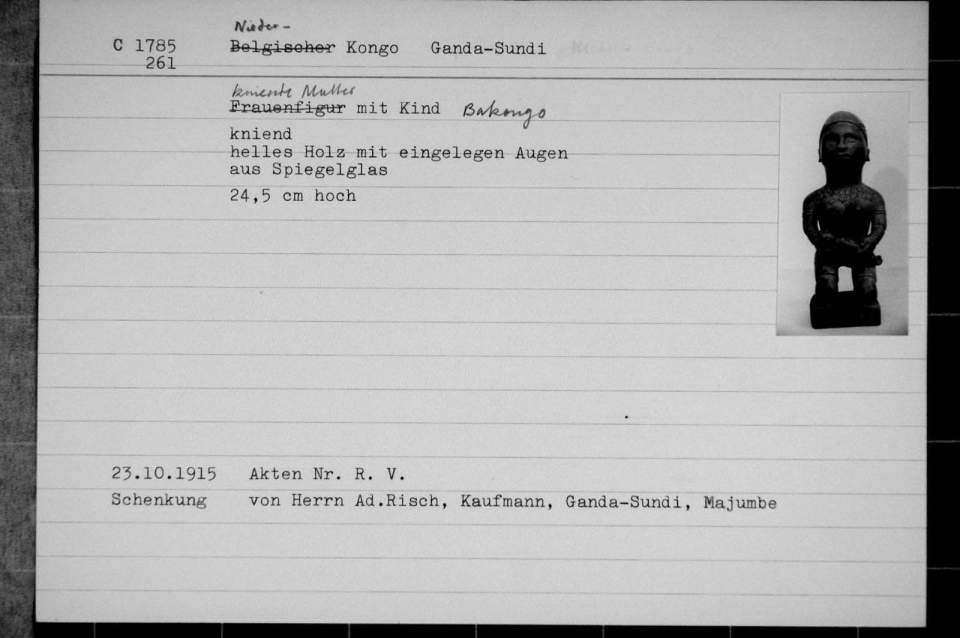 Nieder-
C 1785 Belgischer Kongo Ganda-Sundi
261
kniende Mutter
Frauenfigur mit Kind Bakongo
kniend
helles Holz mit eingelegen Augen
aus Spiegelglas
24,5 cm hoch
23.10.1915 Akten Nr. R. V.
Schenkung von Herrn Ad.Risch, Kaufmann, Ganda-Sundi, Majumbe